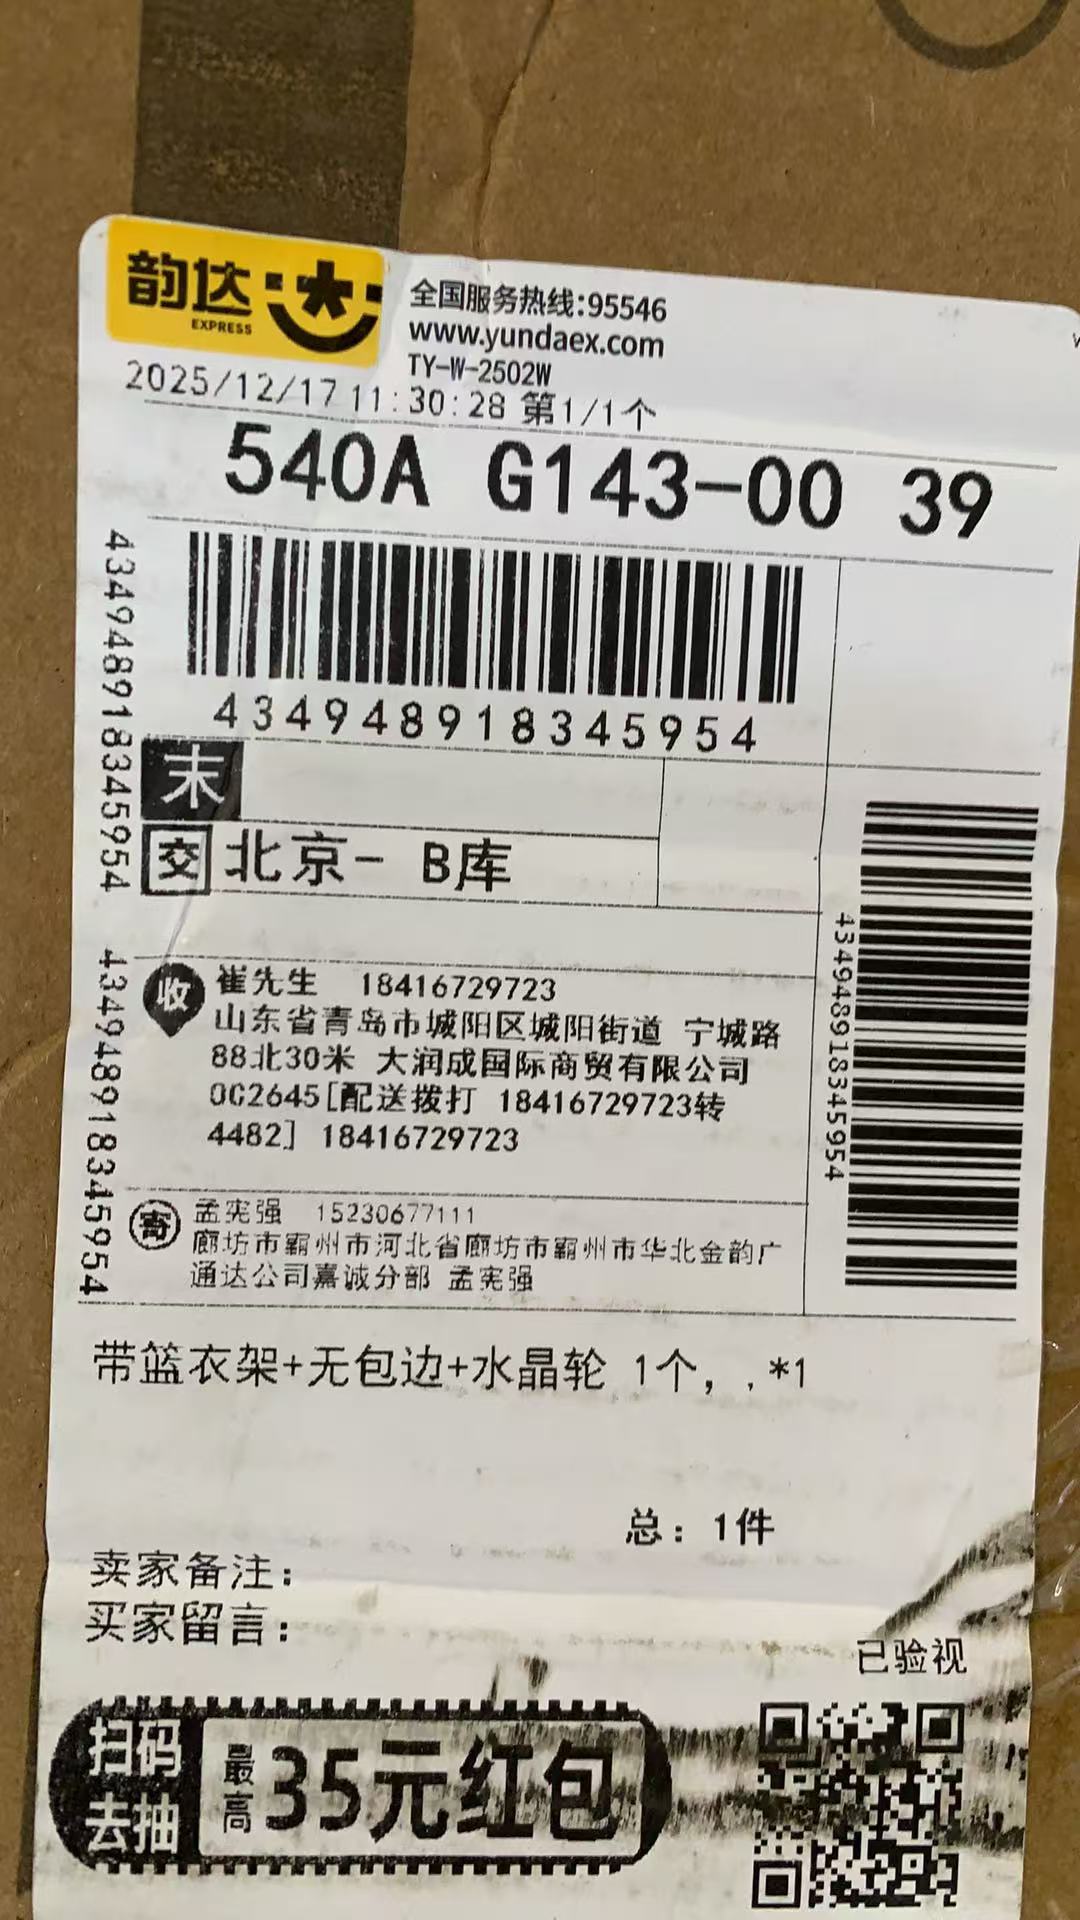 韵达
EXPRESS
全国服务热线:95546
www.yundaex.com
TY-W-2502W
2025/12/17 11:30:28 第1/1个
540A G143-00 39
434948918345954
434948918345954
末
交 北京- B库
434948918345954
434948918345954
收 崔先生 18416729723
山东省青岛市城阳区城阳街道 宁城路
88北30米 大润成国际商贸有限公司
0C2645[配送拨打 18416729723转
4482] 18416729723
寄 孟宪强 15230677111
廊坊市霸州市河北省廊坊市霸州市华北金韵广
通达公司嘉诚分部 孟宪强
带篮衣架+无包边+水晶轮 1个, , *1
总: 1件
卖家备注:
买家留言:
已验视
扫码
去抽
最高
35元红包